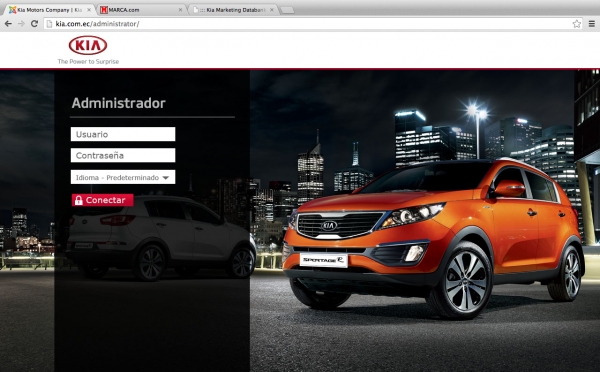 Kia Motors Company | Ki
MARCA.com
::: Kia Marketing Databank
kia.com.ec/administrator/
KIA
The Power to Surprise
Administrador
Usuario
Contraseña
Idioma - Predeterminado
Conectar
KIA
SPORTAGE R